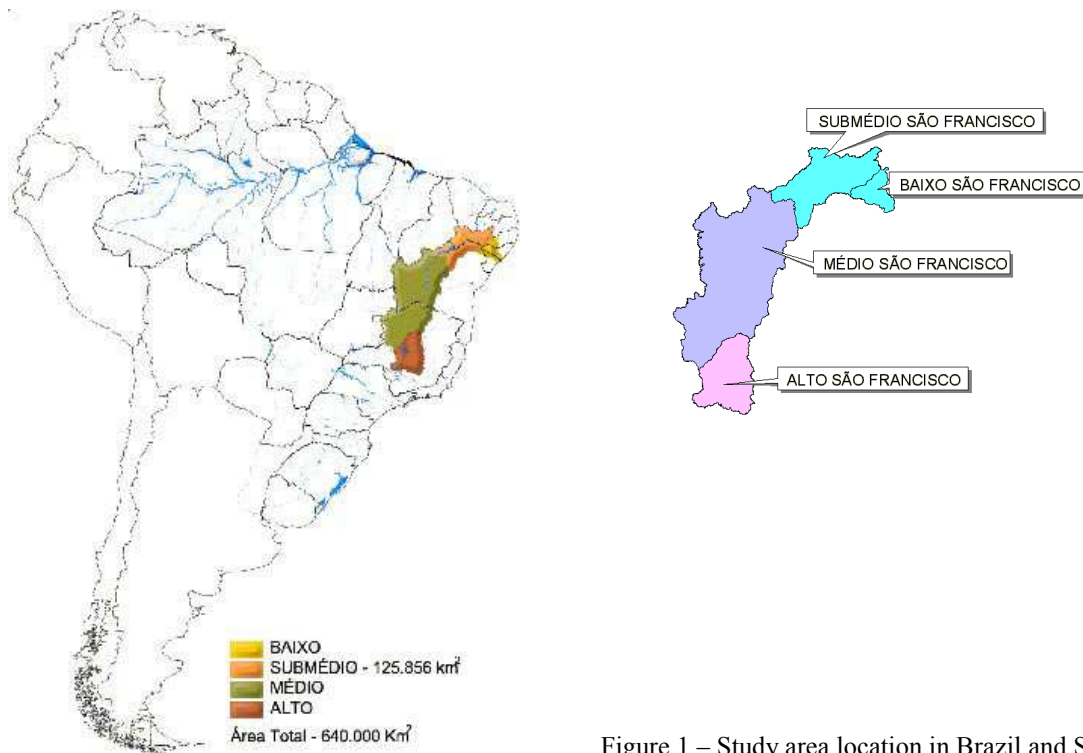 SUBMÉDIO SÃO FRANCISCO
BAIXO SÃO FRANCISCO
MÉDIO SÃO FRANCISCO
ALTO SÃO FRANCISCO
BAIXO
SUBMÉDIO - 125.856 km²
MÉDIO
ALTO
Área Total - 640.000 Km²
Figure 1 – Study area location in Brazil and S